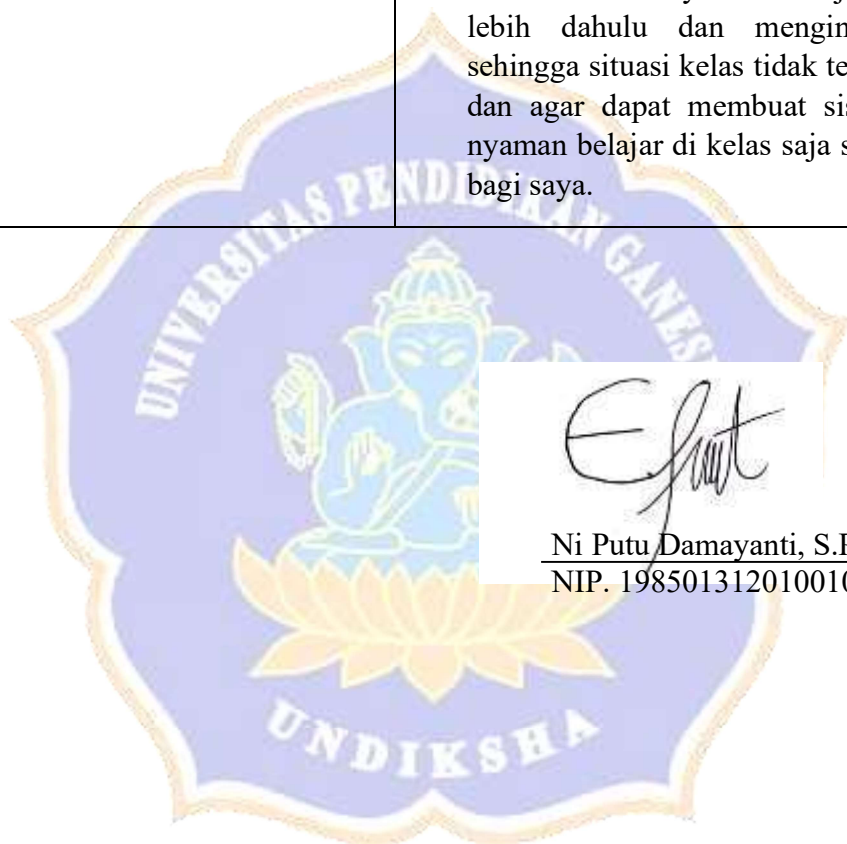 lebih dahulu dan mengin
sehingga situasi kelas tidak te
dan agar dapat membuat sis
nyaman belajar di kelas saja s
bagi saya.
UNIVERSITAS PENDIDIKAN GANES
Ni Putu Damayanti, S.P
NIP. 19850131201001
UNDIKSHA